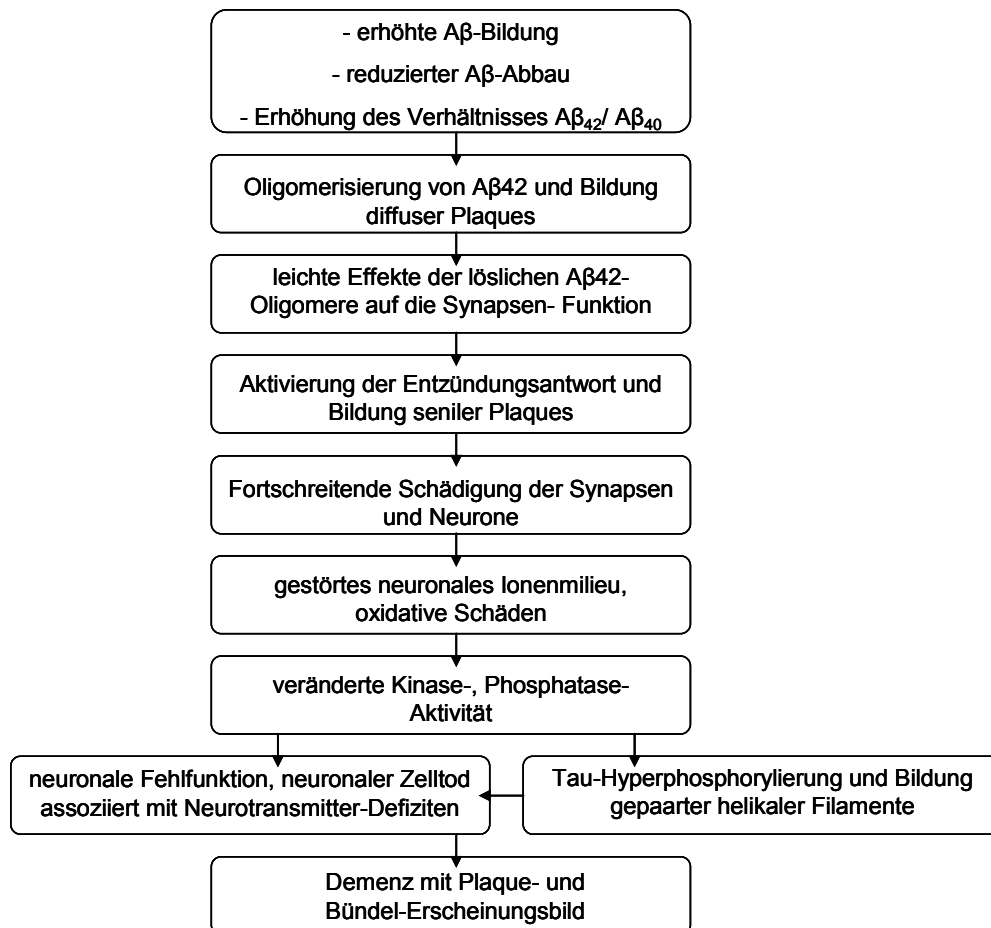 - erhöhte Aβ-Bildung
- reduzierter Aβ-Abbau
- Erhöhung des Verhältnisses Aβ₄₂/ Aβ₄₀
Oligomerisierung von Aβ42 und Bildung
diffuser Plaques
leichte Effekte der löslichen Aβ42-
Oligomere auf die Synapsen- Funktion
Aktivierung der Entzündungsantwort und
Bildung seniler Plaques
Fortschreitende Schädigung der Synapsen
und Neurone
gestörtes neuronales Ionenmilieu,
oxidative Schäden
veränderte Kinase-, Phosphatase-
Aktivität
neuronale Fehlfunktion, neuronaler Zelltod
assoziiert mit Neurotransmitter-Defiziten
Tau-Hyperphosphorylierung und Bildung
gepaarter helikaler Filamente
Demenz mit Plaque- und
Bündel-Erscheinungsbild